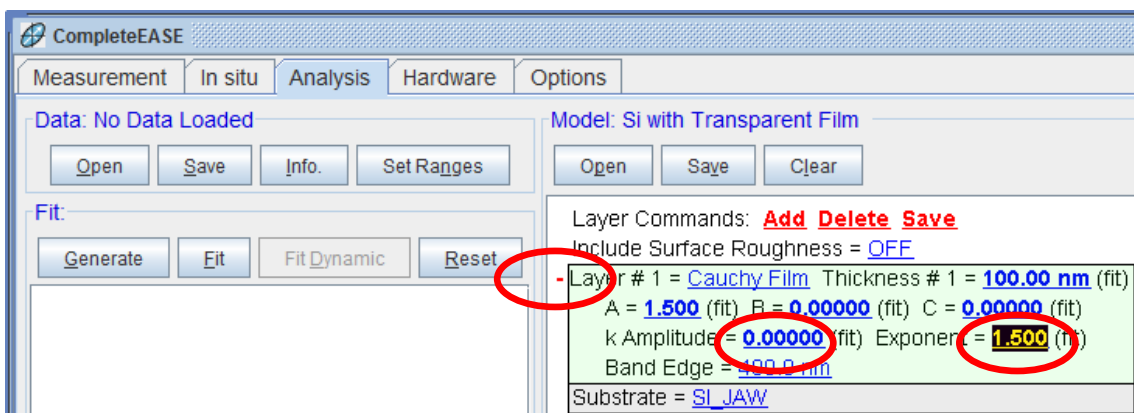 CompleteEASE
Measurement In situ Analysis Hardware Options
Data: No Data Loaded
Open Save Info. Set Ranges
Fit:
Generate Fit Fit Dynamic Reset
Model: Si with Transparent Film
Open Save Clear
Layer Commands: Add Delete Save
Include Surface Roughness = OFF
- Layer # 1 = Cauchy Film Thickness # 1 = 100.00 nm (fit)
A = 1.500 (fit) B = 0.00000 (fit) C = 0.00000 (fit)
k Amplitude = 0.00000 (fit) Exponent = 1.500 (fit)
Band Edge = 400.0 nm
Substrate = SI_JAW